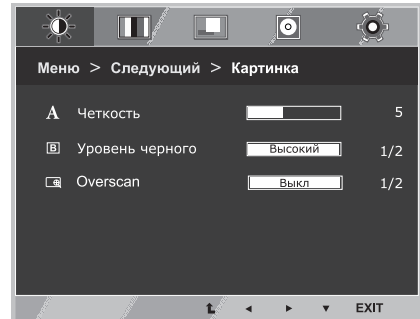 Меню > Следующий > Картинка
A Четкость 5
B Уровень черного Высокий 1/2
Overscan Выкл 1/2
EXIT